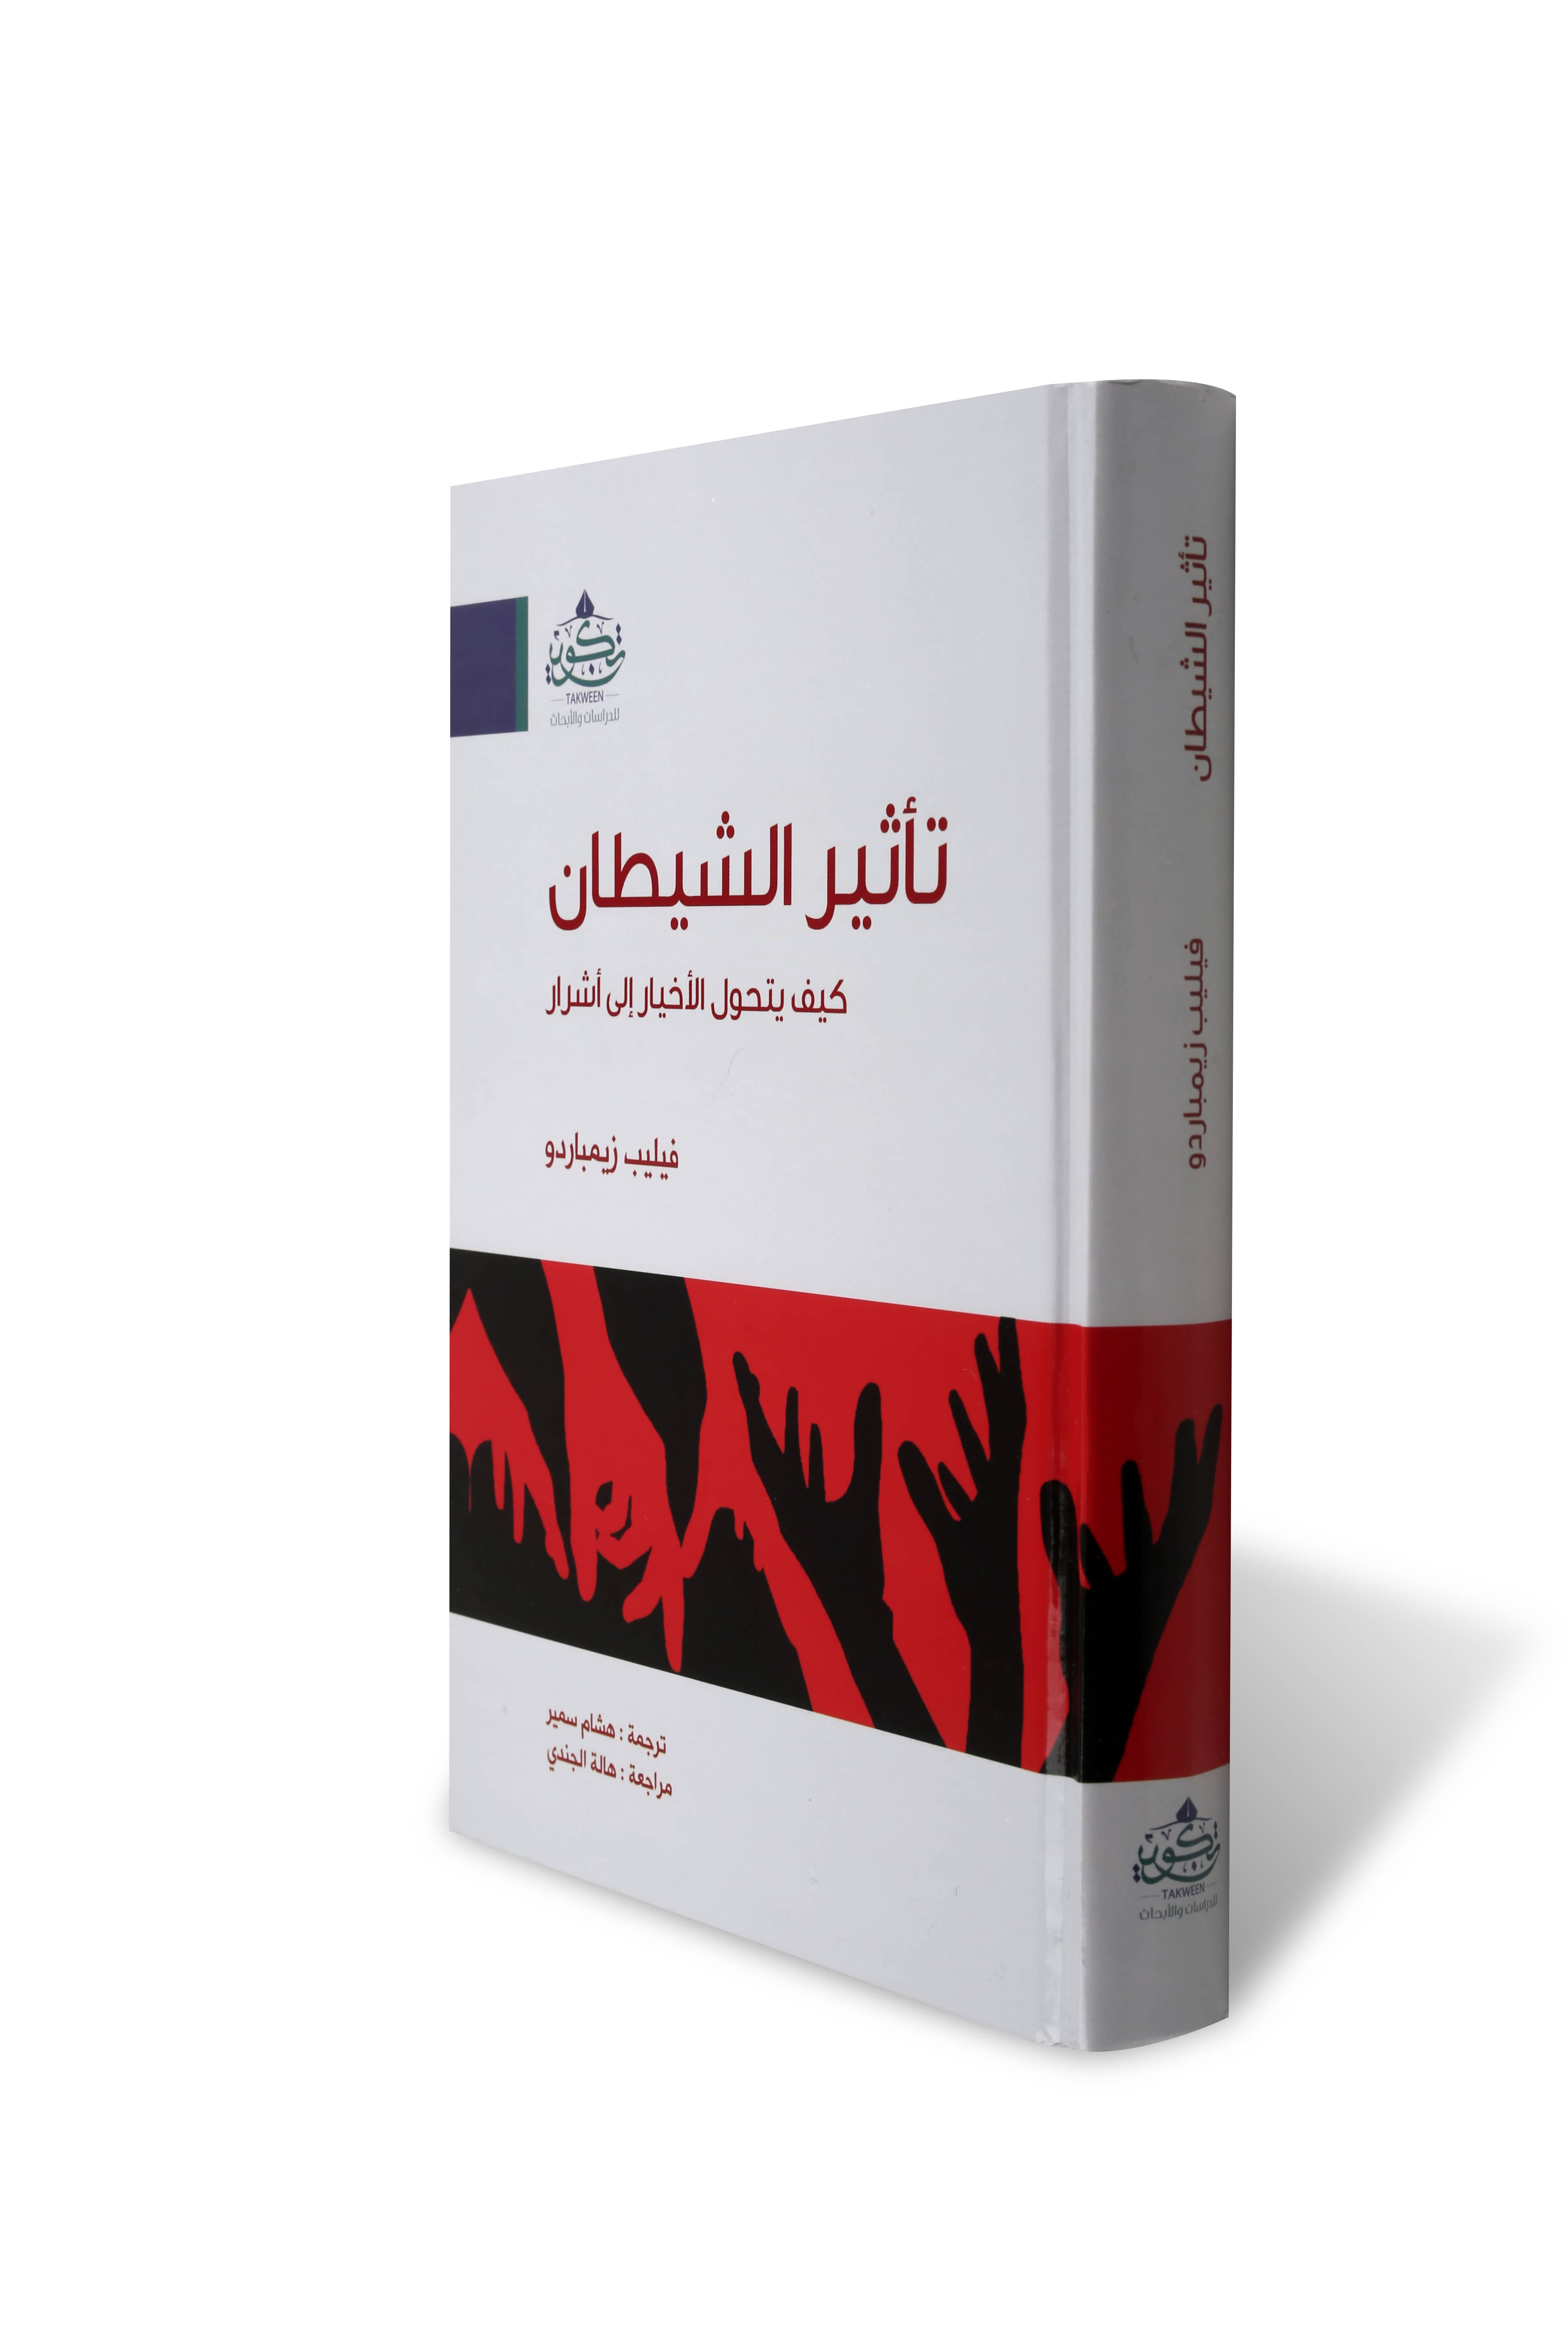 تكوين
TAKWEEN
للدراسات والأبحاث
تأثير الشيطان
كيف يتحول الأخيار إلى أشرار
فيليب زيمباردو
ترجمة : هشام سمير
مراجعة : هالة الجندي
تأثير الشيطان
فيليب زيمباردو
تكوين
TAKWEEN
للدراسات والأبحاث